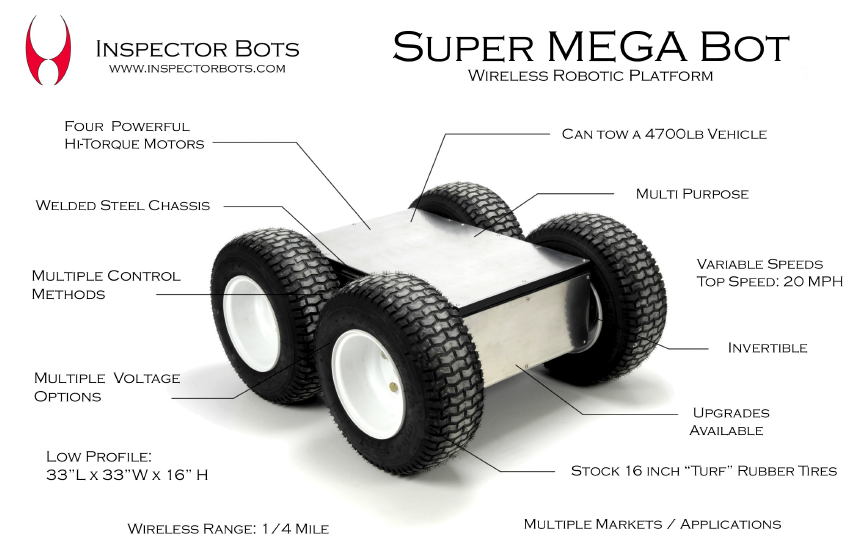 INSPECTOR BOTS
WWW.INSPECTORBOTS.COM
SUPER MEGA BOT
WIRELESS ROBOTIC PLATFORM
FOUR POWERFUL
HI-TORQUE MOTORS
CAN TOW A 4700LB VEHICLE
WELDED STEEL CHASSIS
MULTI PURPOSE
MULTIPLE CONTROL
METHODS
VARIABLE SPEEDS
TOP SPEED: 20 MPH
INVERTIBLE
MULTIPLE VOLTAGE
OPTIONS
UPGRADES
AVAILABLE
LOW PROFILE:
33"L X 33"W X 16" H
STOCK 16 INCH “TURF” RUBBER TIRES
WIRELESS RANGE: 1/4 MILE
MULTIPLE MARKETS / APPLICATIONS